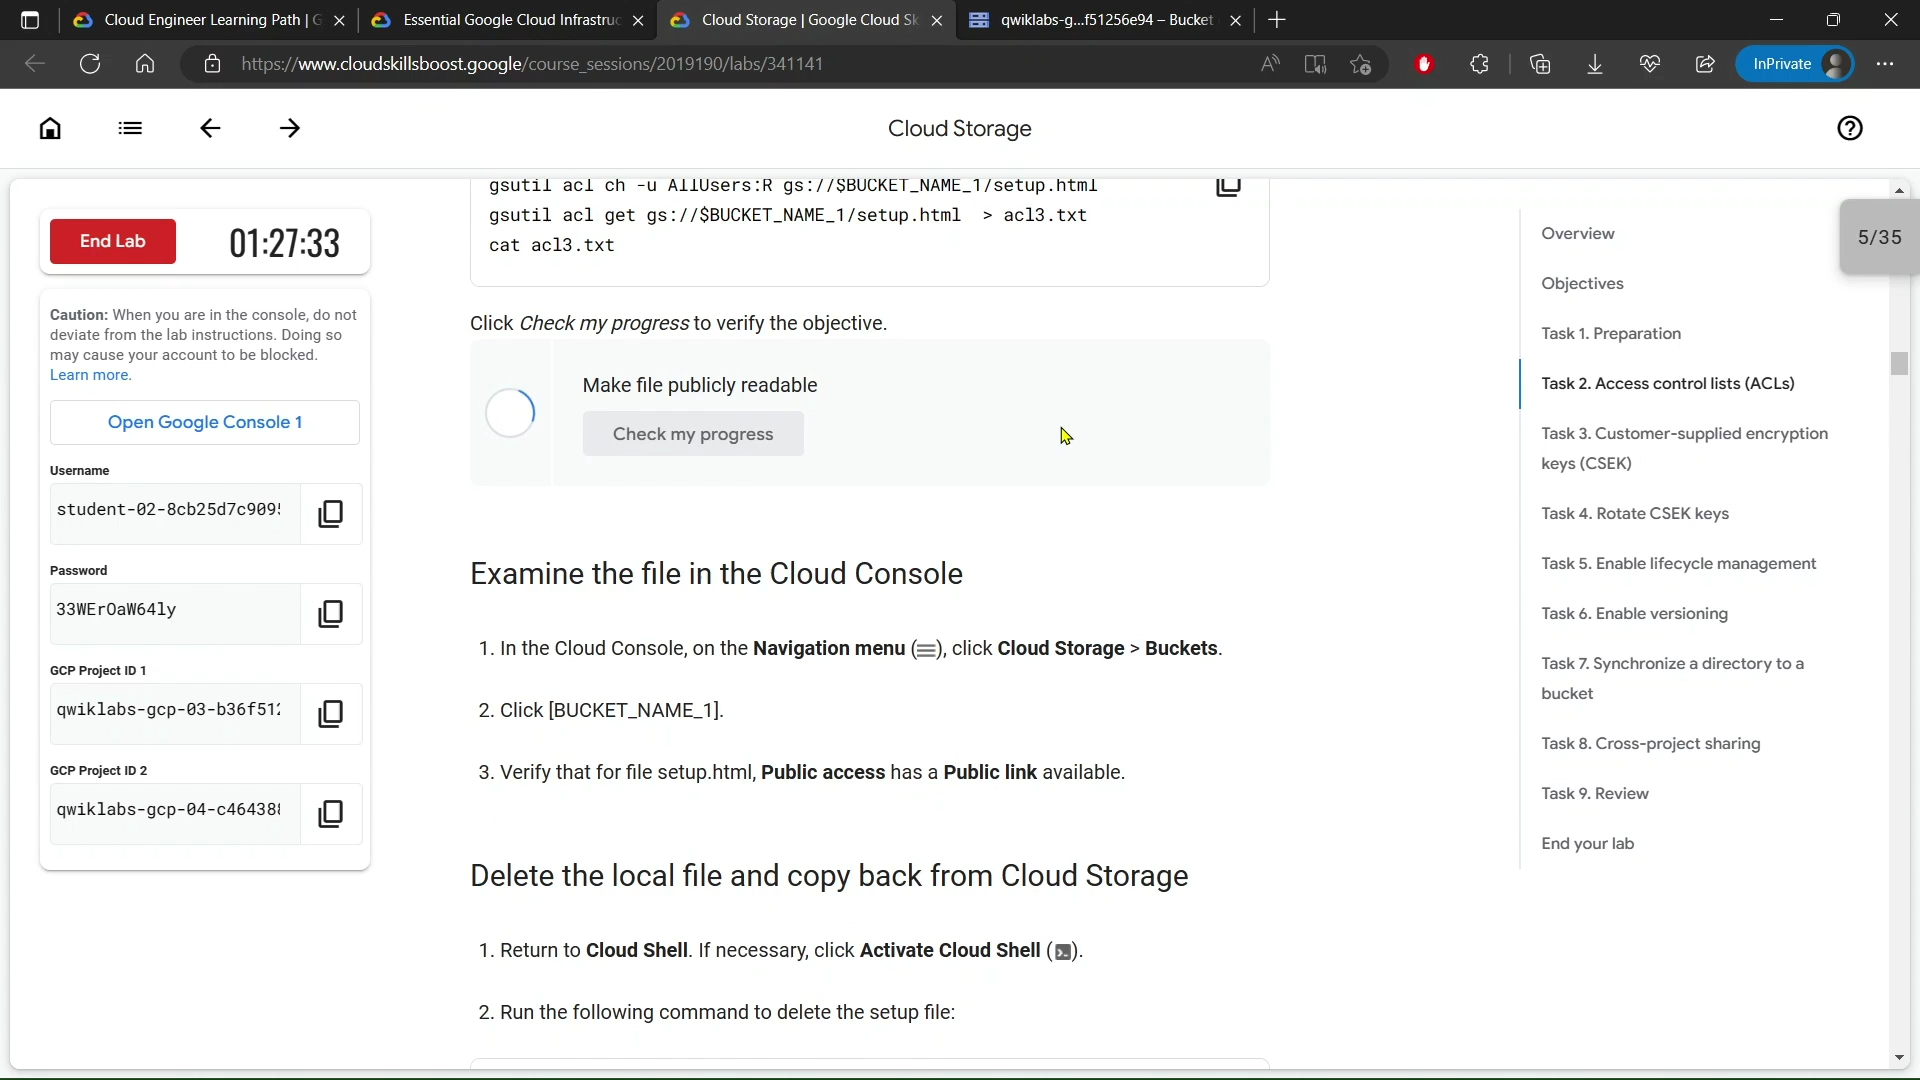 Cloud Engineer Learning Path | G
Essential Google Cloud Infrastruc
Cloud Storage | Google Cloud Sk
qwiklabs-g...f51256e94 – Bucket
https://www.cloudskillsboost.google/course_sessions/2019190/labs/341141
InPrivate
Cloud Storage
End Lab
01:27:33
Caution: When you are in the console, do not
deviate from the lab instructions. Doing so
may cause your account to be blocked.
Learn more.
Open Google Console 1
Username
student-02-8cb25d7c909
Password
33WErOaW64ly
GCP Project ID 1
qwiklabs-gcp-03-b36f512
GCP Project ID 2
qwiklabs-gcp-04-c46438
gsutil acl ch -u AllUsers:R gs://$BUCKET_NAME_1/setup.html
gsutil acl get gs://$BUCKET_NAME_1/setup.html > acl3.txt
cat acl3.txt
Click Check my progress to verify the objective.
Make file publicly readable
Check my progress
Examine the file in the Cloud Console
1. In the Cloud Console, on the Navigation menu (), click Cloud Storage > Buckets.
2. Click [BUCKET_NAME_1].
3. Verify that for file setup.html, Public access has a Public link available.
Delete the local file and copy back from Cloud Storage
1. Return to Cloud Shell. If necessary, click Activate Cloud Shell ().
2. Run the following command to delete the setup file:
Overview
Objectives
Task 1. Preparation
Task 2. Access control lists (ACLs)
Task 3. Customer-supplied encryption
keys (CSEK)
Task 4. Rotate CSEK keys
Task 5. Enable lifecycle management
Task 6. Enable versioning
Task 7. Synchronize a directory to a
bucket
Task 8. Cross-project sharing
Task 9. Review
End your lab
5/35